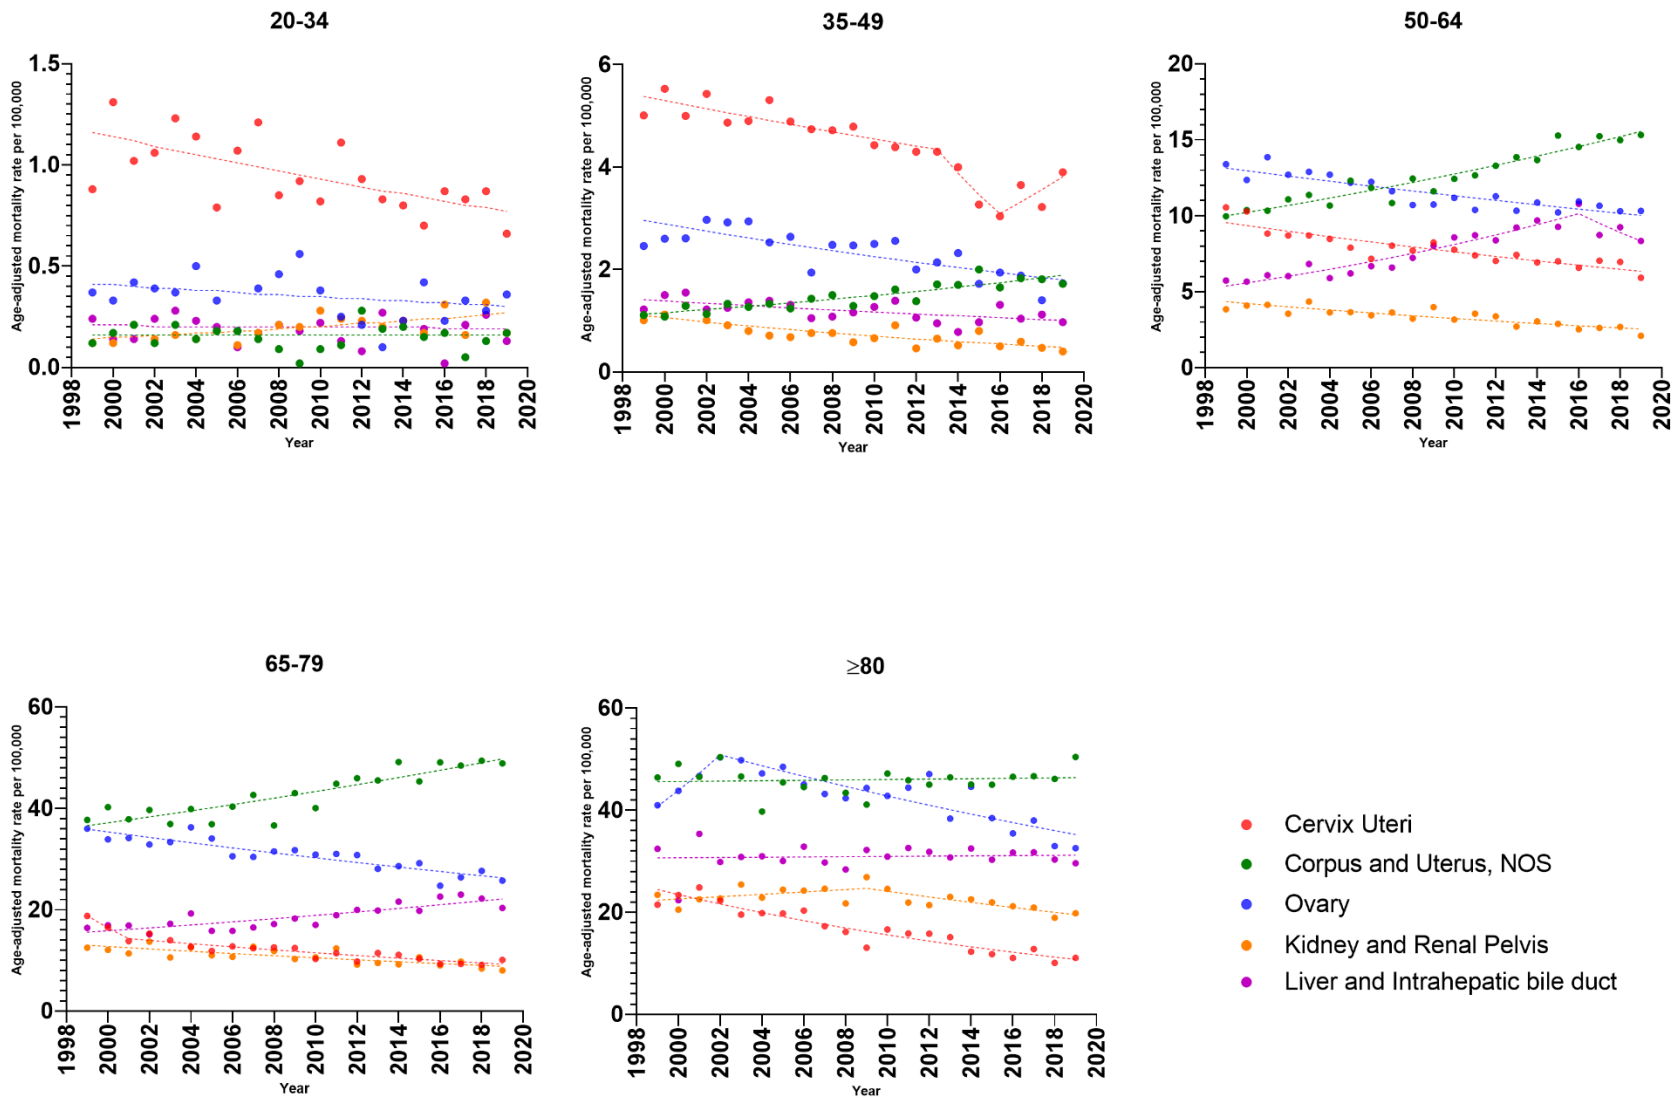 20-34
Age-adjusted mortality rate per 100,000
1.5
1.0
0.5
0.0
1998 2000 2002 2004 2006 2008 2010 2012 2014 2016 2018 2020
Year
35-49
Age-adjusted mortality rate per 100,000
6
4
2
0
1998 2000 2002 2004 2006 2008 2010 2012 2014 2016 2018 2020
Year
50-64
Age-adjusted mortality rate per 100,000
20
15
10
5
0
1998 2000 2002 2004 2006 2008 2010 2012 2014 2016 2018 2020
Year
65-79
Age-adjusted mortality rate per 100,000
60
40
20
0
1998 2000 2002 2004 2006 2008 2010 2012 2014 2016 2018 2020
Year
≥80
Age-adjusted mortality rate per 100,000
60
40
20
0
1998 2000 2002 2004 2006 2008 2010 2012 2014 2016 2018 2020
Year
Cervix Uteri
Corpus and Uterus, NOS
Ovary
Kidney and Renal Pelvis
Liver and Intrahepatic bile duct